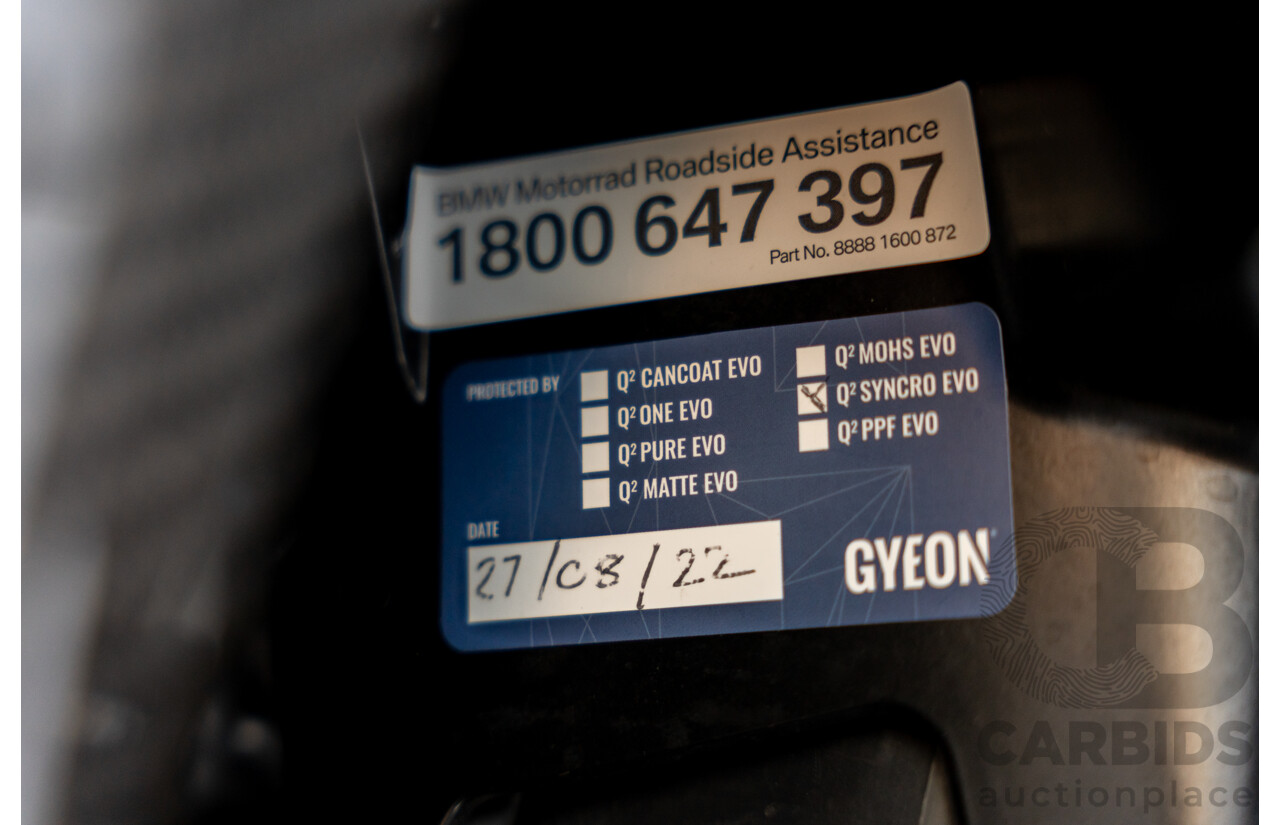 BMW Motorrad Roadside Assistance
1800 647 397
Part No. 8888 1600 872
PROTECTED BY
Q² CANCOAT EVO
Q² ONE EVO
Q² PURE EVO
Q² MATTE EVO
Q² MOHS EVO
Q² SYNCRO EVO
Q² PPF EVO
DATE
27/08/22
GYEON
CB
CARBIDS
auctionplace